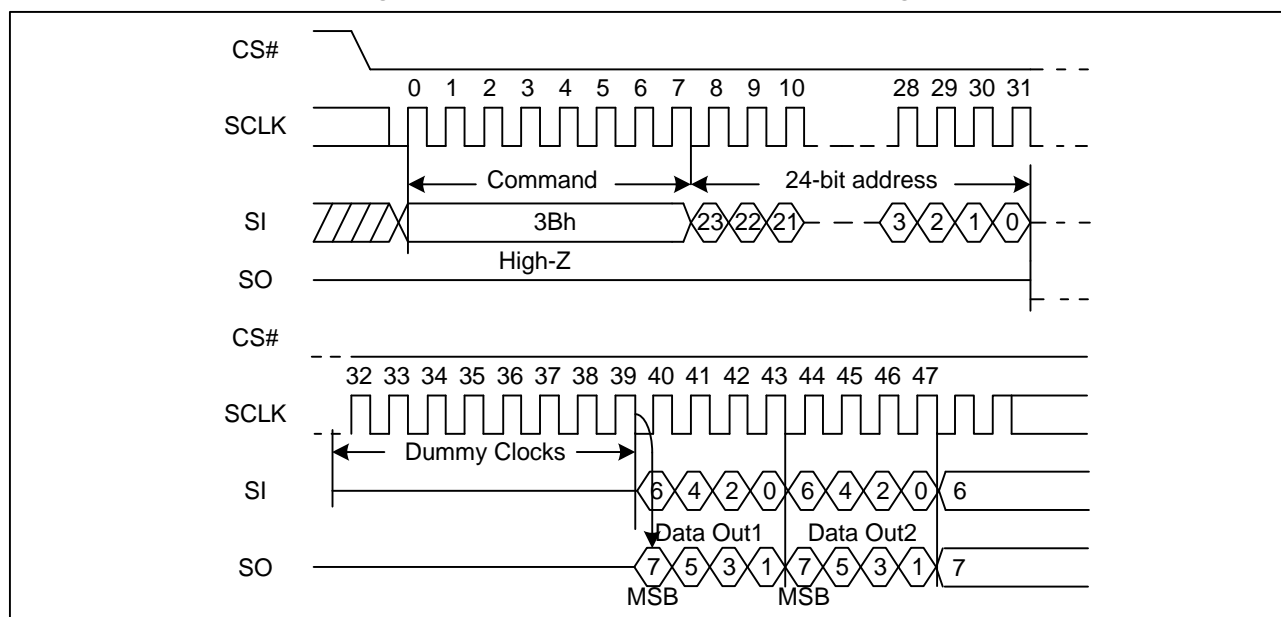 CS#
0 1 2 3 4 5 6 7 8 9 10 28 29 30 31
SCLK
Command 24-bit address
SI 3Bh 23 22 21 3 2 1 0
High-Z
SO
CS#
32 33 34 35 36 37 38 39 40 41 42 43 44 45 46 47
SCLK
Dummy Clocks
SI 6 4 2 0 6 4 2 0 6
Data Out1 Data Out2
SO 7 5 3 1 7 5 3 1 7
MSB MSB